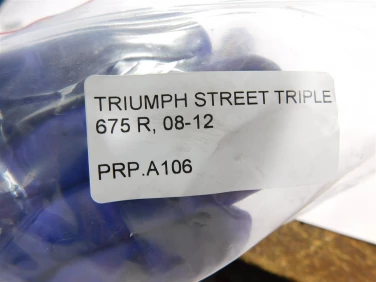 TRIUMPH STREET TRIPLE
675 R, 08-12
PRP.A106